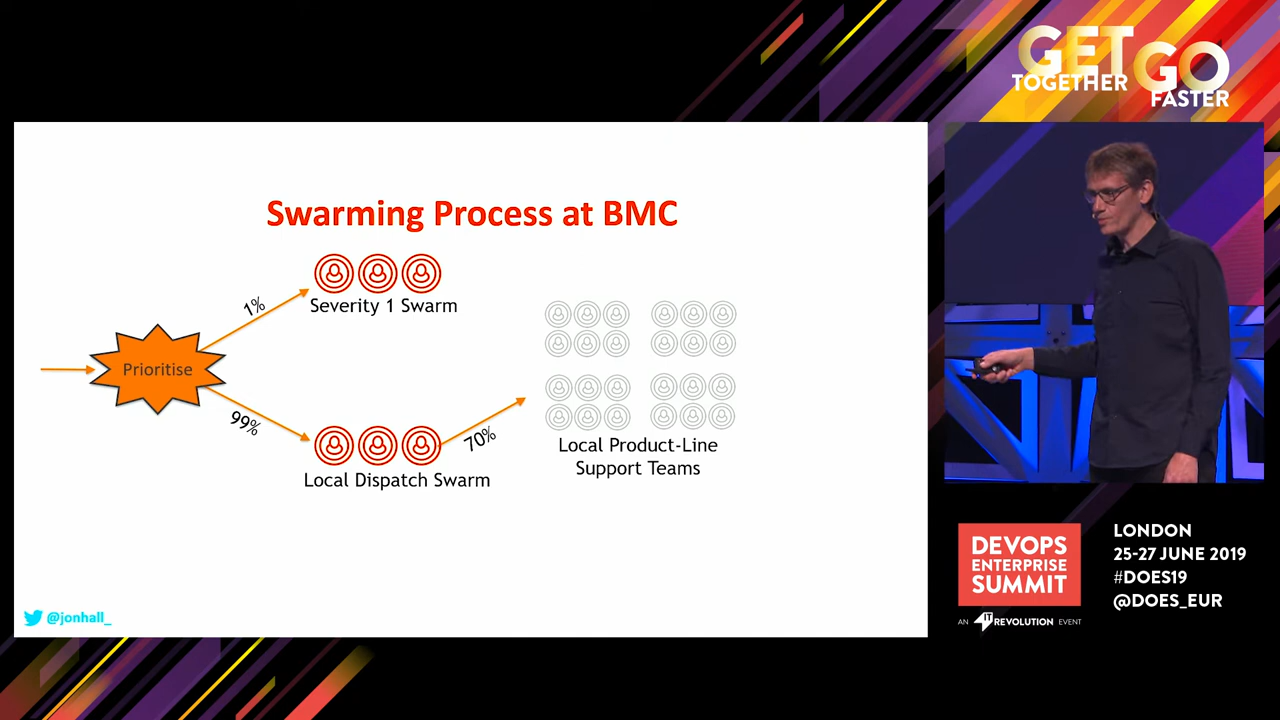 GET
TOGETHER
GO
FASTER
Swarming Process at BMC
1%
Severity 1 Swarm
Prioritise
99%
70%
Local Dispatch Swarm
Local Product-Line
Support Teams
@jonhall_
DEVOPS
ENTERPRISE
SUMMIT
AN IT REVOLUTION EVENT
LONDON
25-27 JUNE 2019
#DOES19
@DOES_EUR